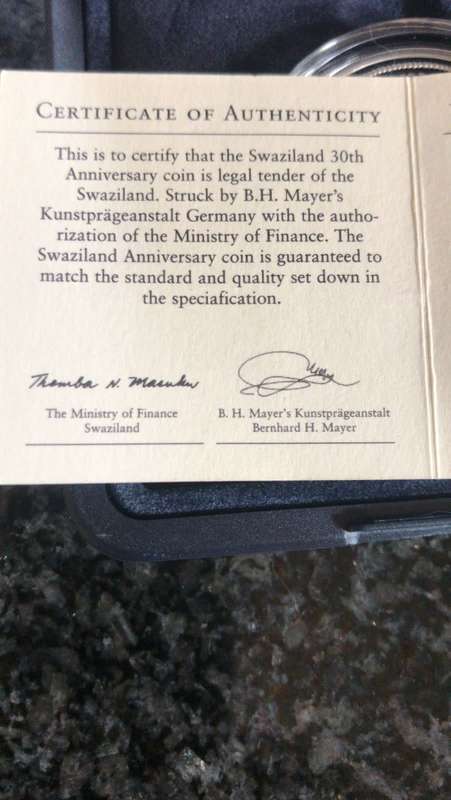 CERTIFICATE OF AUTHENTICITY
This is to certify that the Swaziland 30th
Anniversary coin is legal tender of the
Swaziland. Struck by B.H. Mayer's
Kunstprägeanstalt Germany with the autho-
rization of the Ministry of Finance. The
Swaziland Anniversary coin is guaranteed to
match the standard and quality set down in
the speciafication.
The Ministry of Finance
Swaziland
B. H. Mayer's Kunstprägeanstalt
Bernhard H. Mayer